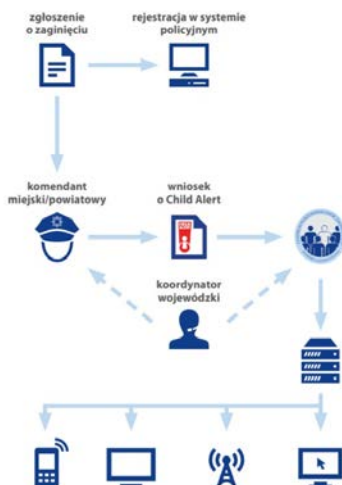 zgłoszenie
o zaginięciu
rejestracja w systemie
policyjnym
komendant
miejski/powiatowy
wniosek
o Child Alert
koordynator
wojewódzki